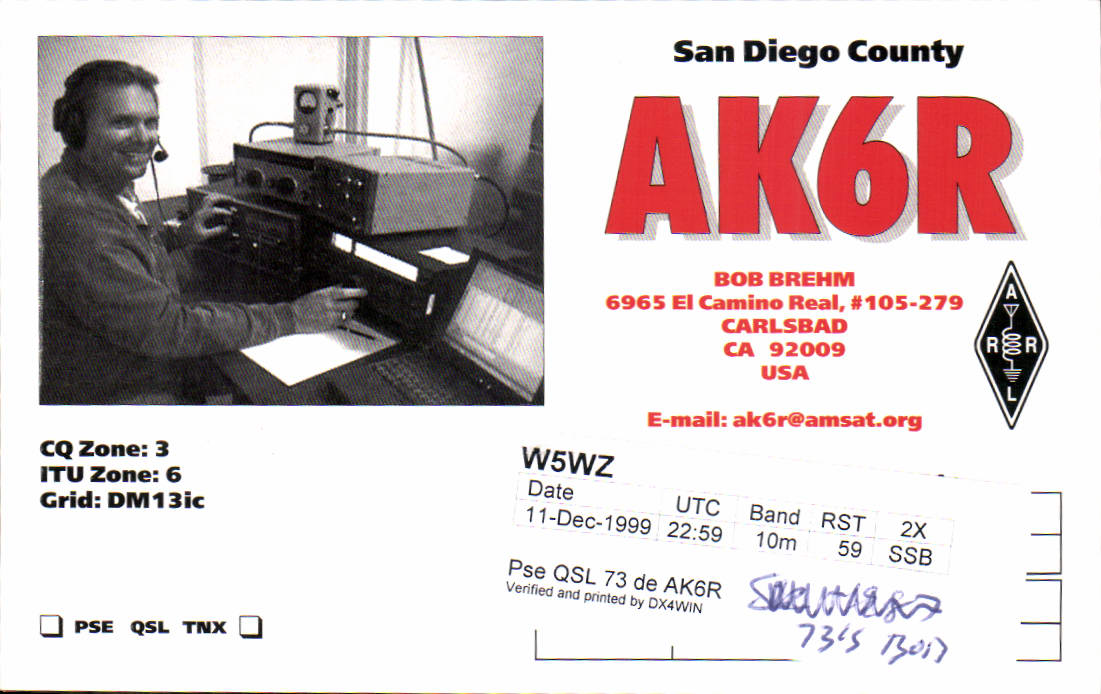 San Diego County
AK6R
BOB BREHM
6965 El Camino Real, #105-279
CARLSBAD
CA 92009
USA
E-mail: ak6r@amsat.org
A
R R
L
CQ Zone: 3
ITU Zone: 6
Grid: DM13ic
W5WZ
Date UTC Band RST 2X
11-Dec-1999 22:59 10m 59 SSB
Pse QSL 73 de AK6R
Verified and printed by DX4WIN
73's Bob
PSE QSL TNX